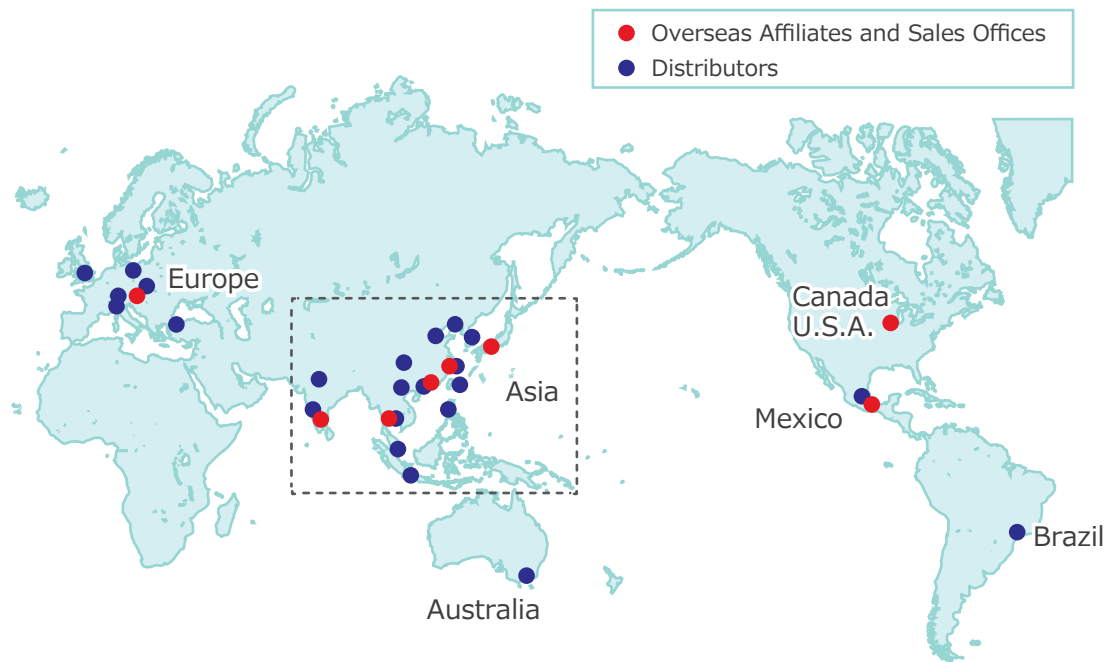 Overseas Affiliates and Sales Offices
Distributors
Europe
Canada
U.S.A.
Asia
Mexico
Brazil
Australia